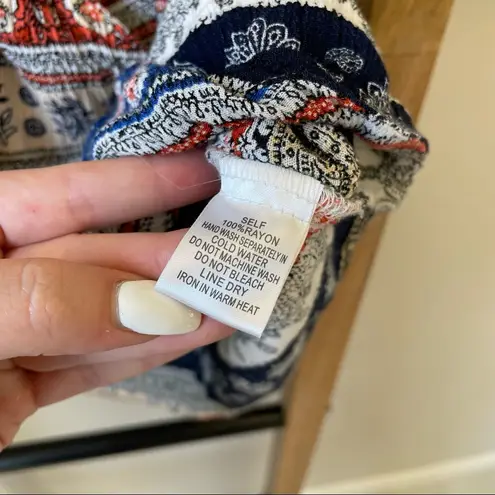 SELF
100%RAYON
HAND WASH SEPARATELY IN
COLD WATER
DO NOT MACHINE WASH
DO NOT BLEACH
LINE DRY
IRON IN WARM HEAT